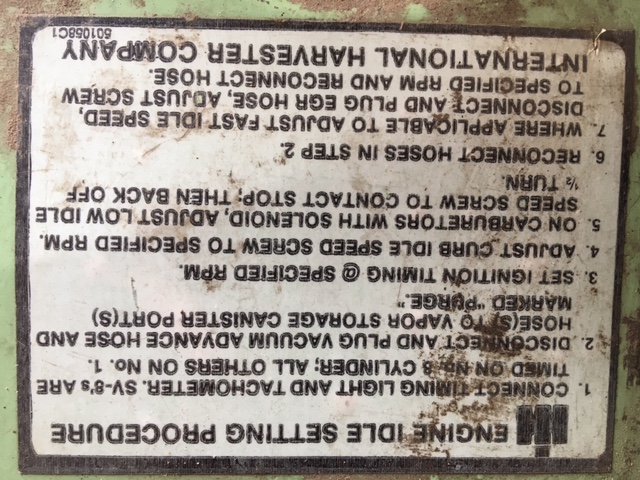 ENGINE IDLE SETTING PROCEDURE
1. CONNECT TIMING LIGHT AND TACHOMETER. SV-8's ARE
TIMED ON No. 8 CYLINDER; ALL OTHERS ON No. 1.
2. DISCONNECT AND PLUG VACUUM ADVANCE HOSE AND
HOSE(S) TO VAPOR STORAGE CANISTER PORT(S)
MARKED "PURGE"
3. SET IGNITION TIMING @ SPECIFIED RPM.
4. ADJUST CURB IDLE SPEED SCREW TO SPECIFIED RPM.
5. ON CARBURETORS WITH SOLENOID, ADJUST LOW IDLE
SPEED SCREW TO CONTACT STOP; THEN BACK OFF
½ TURN.
6. RECONNECT HOSES IN STEP 2.
7. WHERE APPLICABLE TO ADJUST FAST IDLE SPEED,
DISCONNECT AND PLUG EGR HOSE, ADJUST SCREW
TO SPECIFIED RPM AND RECONNECT HOSE.
INTERNATIONAL HARVESTER COMPANY
501058C1